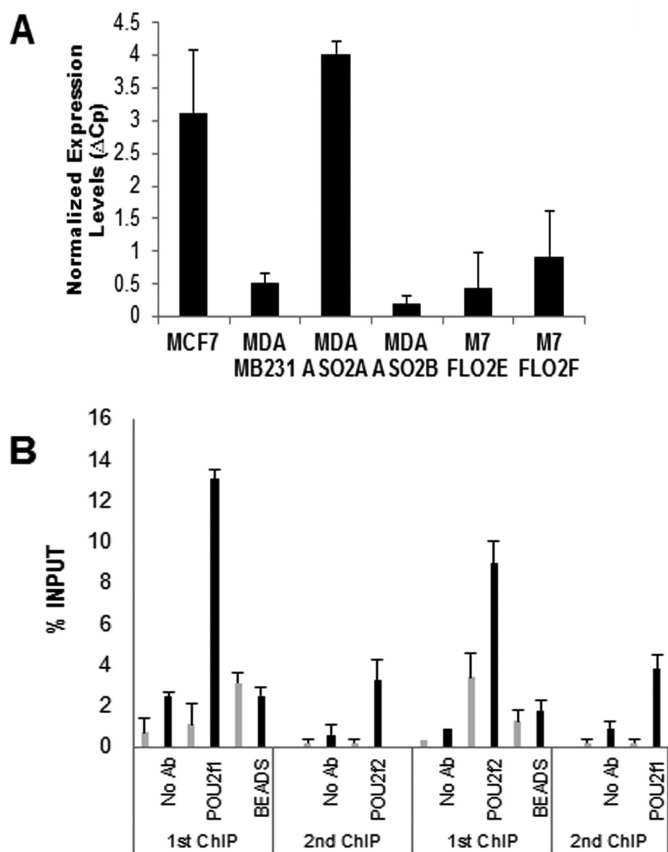 A
Normalized Expression
Levels (ΔCp)
4.5
4
3.5
3
2.5
2
1.5
1
0.5
0
MCF7
MDA
MB231
MDA
ASO2A
MDA
ASO2B
M7
FLO2E
M7
FLO2F
B
% INPUT
16
14
12
10
8
6
4
2
0
No Ab
POU2f1
BEADS
No Ab
POU2f2
No Ab
POU2f2
BEADS
No Ab
POU2f1
1st ChIP
2nd ChIP
1st ChIP
2nd ChIP